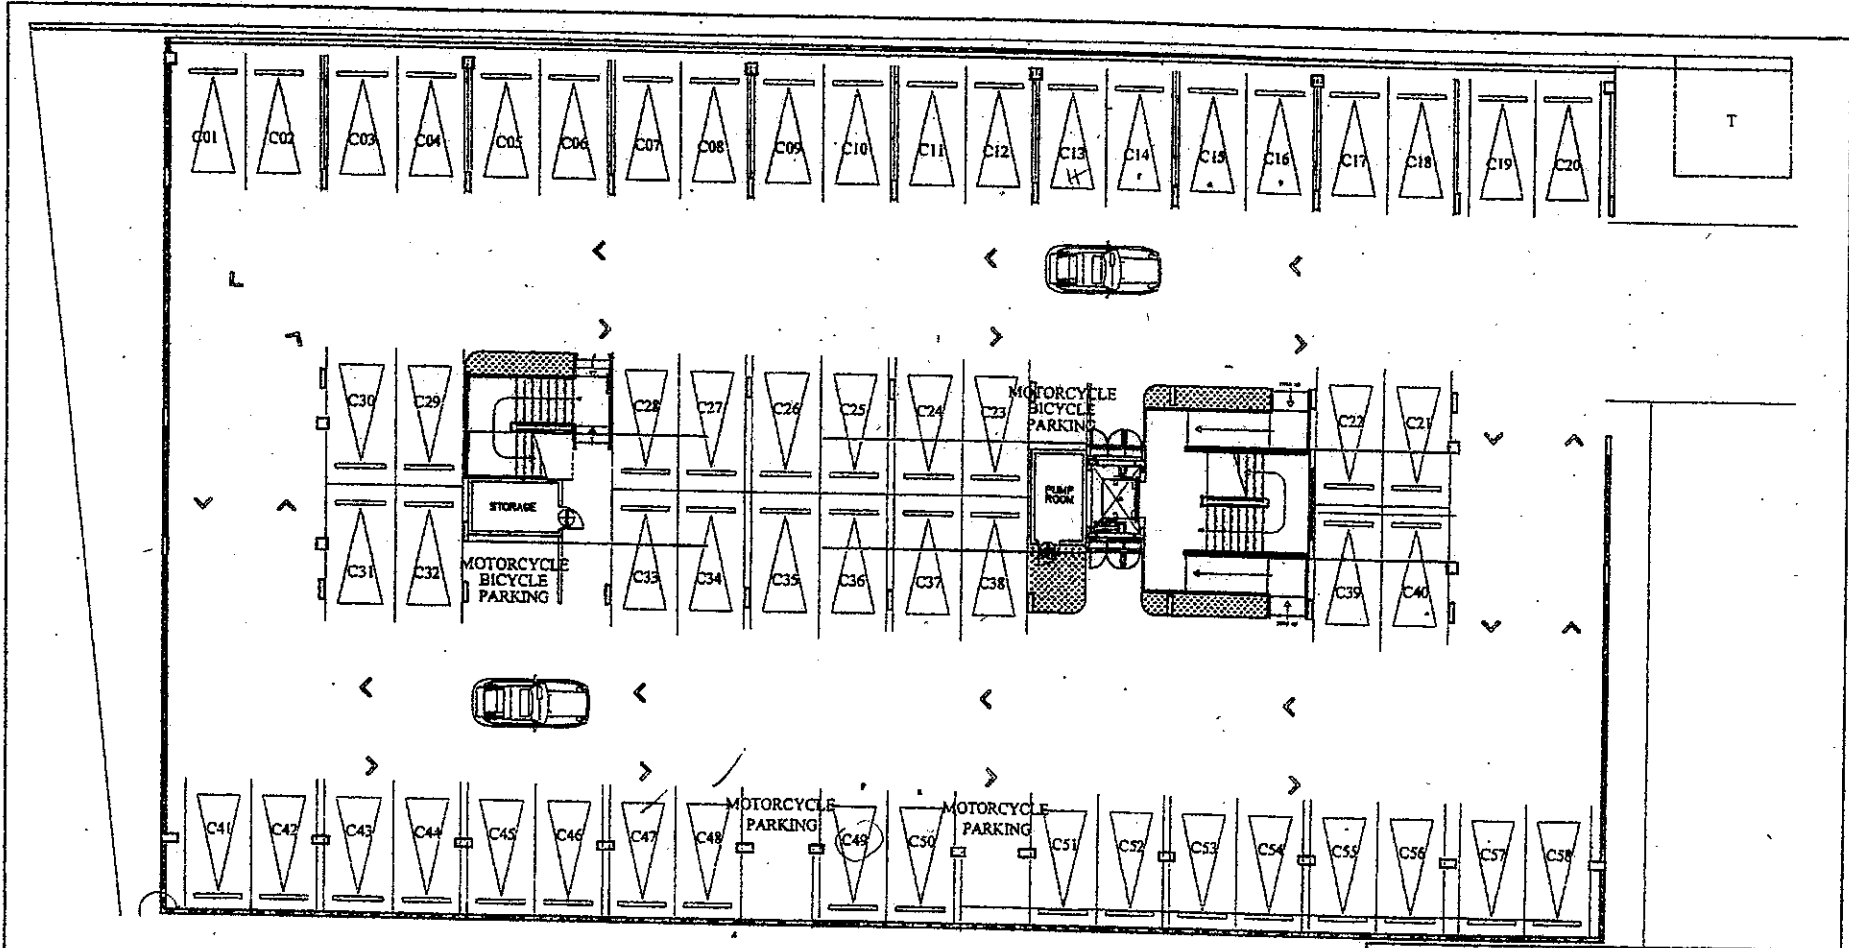 C01 C02 C03 C04 C05 C06 C07 C08 C09 C10 C11 C12 C13 C14 C15 C16 C17 C18 C19 C20
T
C30 C29 C28 C27 C26 C25 C24 C23 C22 C21
MOTORCYCLE
BICYCLE
PARKING
STORAGE
PUMP
ROOM
C31 C32 C33 C34 C35 C36 C37 C38 C39 C40
MOTORCYCLE
BICYCLE
PARKING
C41 C42 C43 C44 C45 C46 C47 C48
MOTORCYCLE
PARKING
C49 C50
MOTORCYCLE
PARKING
C51 C52 C53 C54 C55 C56 C57 C58